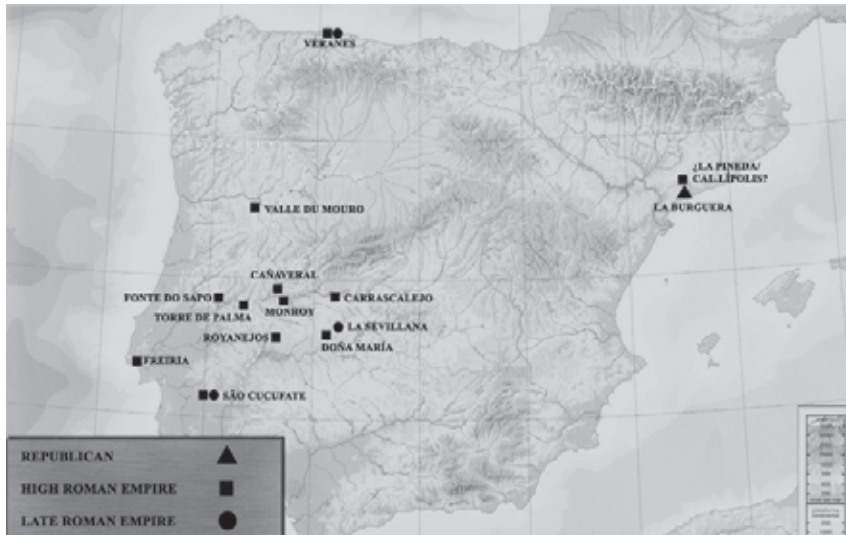 VERANES
¿LA PINEDA/
CAL.LÍPOLIS?
LA BURGUERA
VALLE DU MOURO
CAÑAVERAL
FONTE DO SAPO
CARRASCALEJO
MONROY
TORRE DE PALMA
LA SEVILLANA
ROYANEJOS
DOÑA MARÍA
FREIRIA
SÃO CUCUFATE
REPUBLICAN
HIGH ROMAN EMPIRE
LATE ROMAN EMPIRE